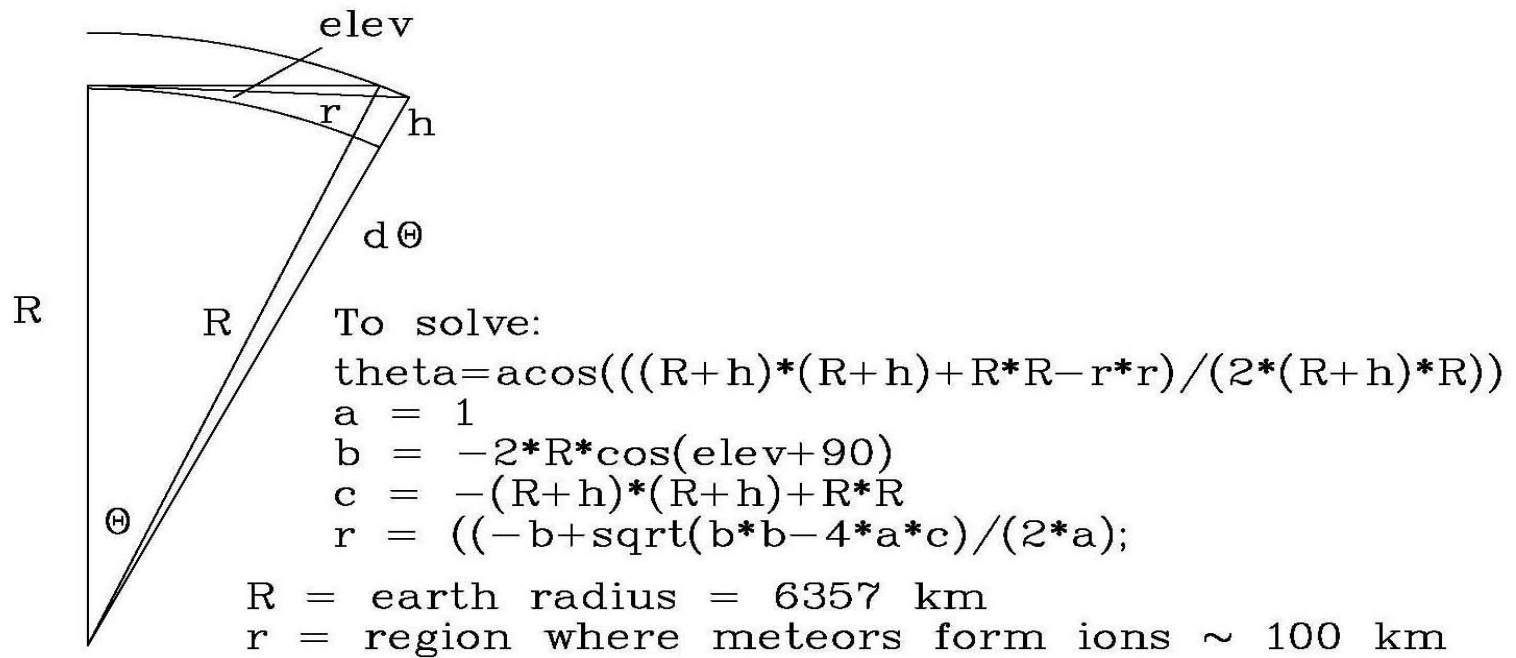 elev
r
h
dΘ
R
R
Θ
To solve:
theta=acos(((R+h)*(R+h)+R*R-r*r)/(2*(R+h)*R))
a = 1
b = -2*R*cos(elev+90)
c = -(R+h)*(R+h)+R*R
r = ((-b+sqrt(b*b-4*a*c)/(2*a);
R = earth radius = 6357 km
r = region where meteors form ions ~ 100 km